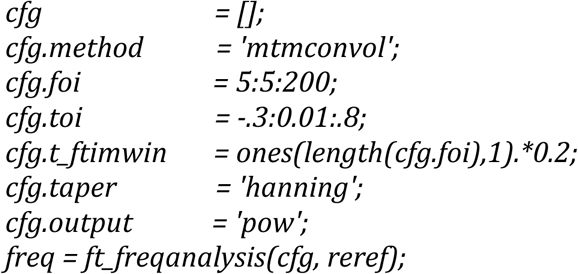 cfg = [];
cfg.method = 'mtmconvol';
cfg.foi = 5:5:200;
cfg.toi = -.3:0.01:.8;
cfg.t_ftimwin = ones(length(cfg.foi),1).*0.2;
cfg.taper = 'hanning';
cfg.output = 'pow';
freq = ft_freqanalysis(cfg, reref);